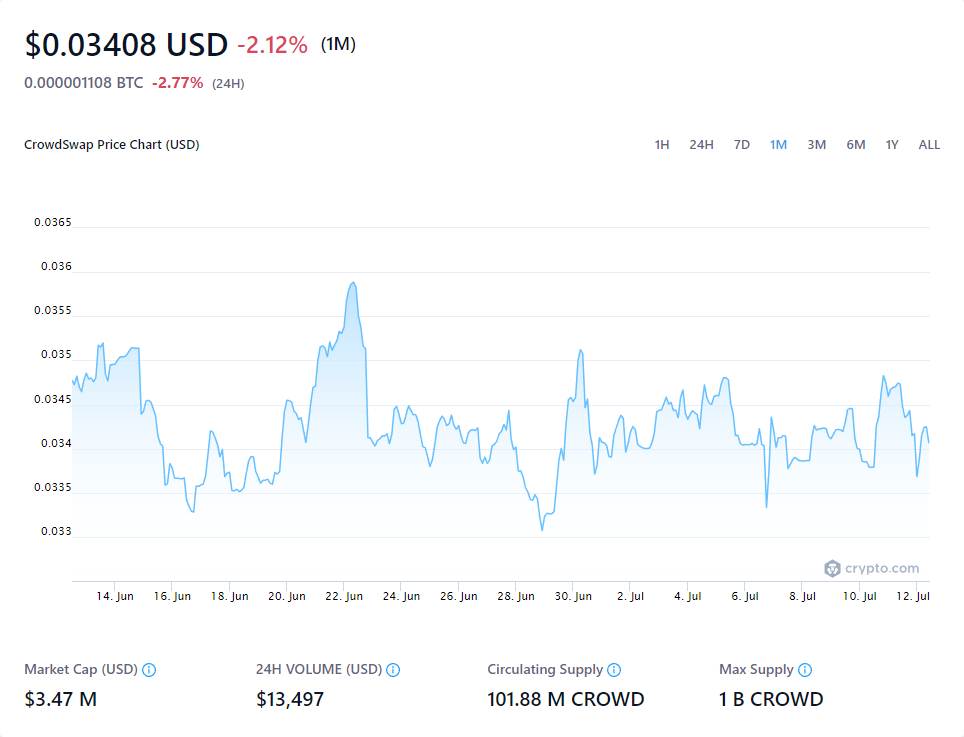 $0.03408 USD -2.12% (1M)
0.000001108 BTC -2.77% (24H)
CrowdSwap Price Chart (USD) 1H 24H 7D 1M 3M 6M 1Y ALL
0.0365
0.036
0.0355
0.035
0.0345
0.034
0.0335
0.033
crypto.com
14. Jun 16. Jun 18. Jun 20. Jun 22. Jun 24. Jun 26. Jun 28. Jun 30. Jun 2. Jul 4. Jul 6. Jul 8. Jul 10. Jul 12. Jul
Market Cap (USD) 24H VOLUME (USD) Circulating Supply Max Supply
$3.47 M $13,497 101.88 M CROWD 1 B CROWD